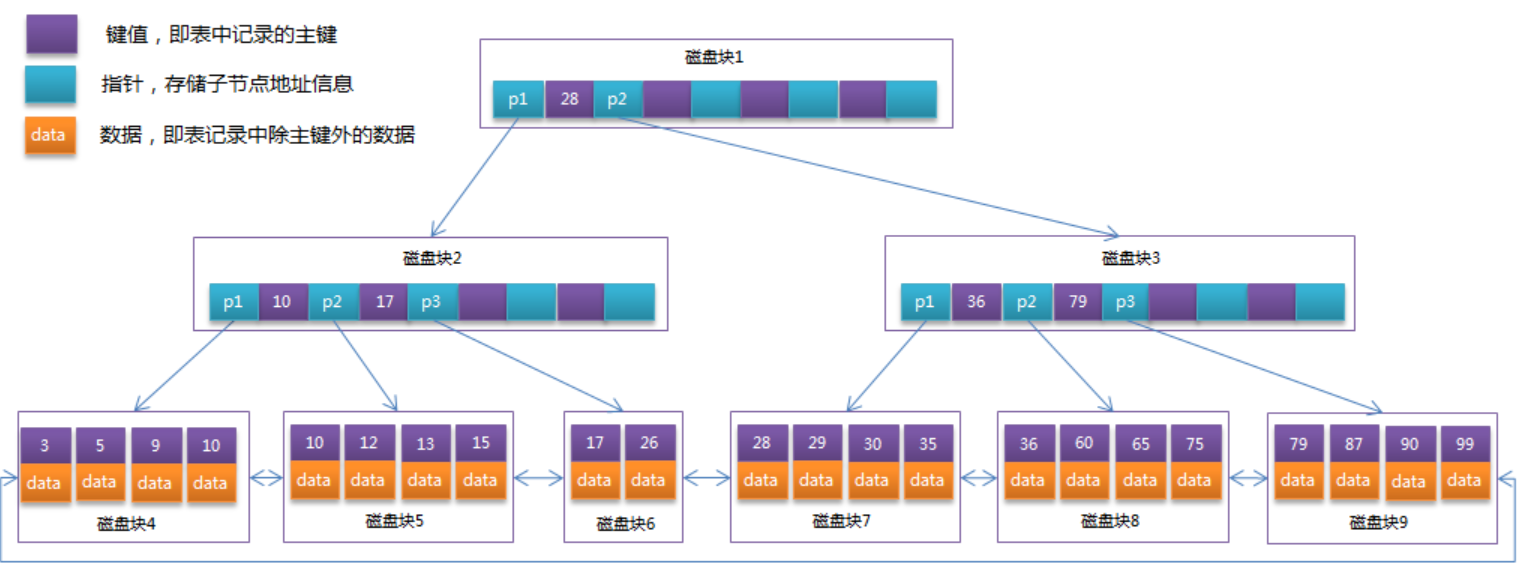 键值，即表中记录的主键
指针，存储子节点地址信息
data 数据，即表记录中除主键外的数据
磁盘块1
p1 28 p2
磁盘块2
p1 10 p2 17 p3
磁盘块3
p1 36 p2 79 p3
3 5 9 10
data data data data
磁盘块4
10 12 13 15
data data data data
磁盘块5
17 26
data data
磁盘块6
28 29 30 35
data data data data
磁盘块7
36 60 65 75
data data data data
磁盘块8
79 87 90 99
data data data data
磁盘块9